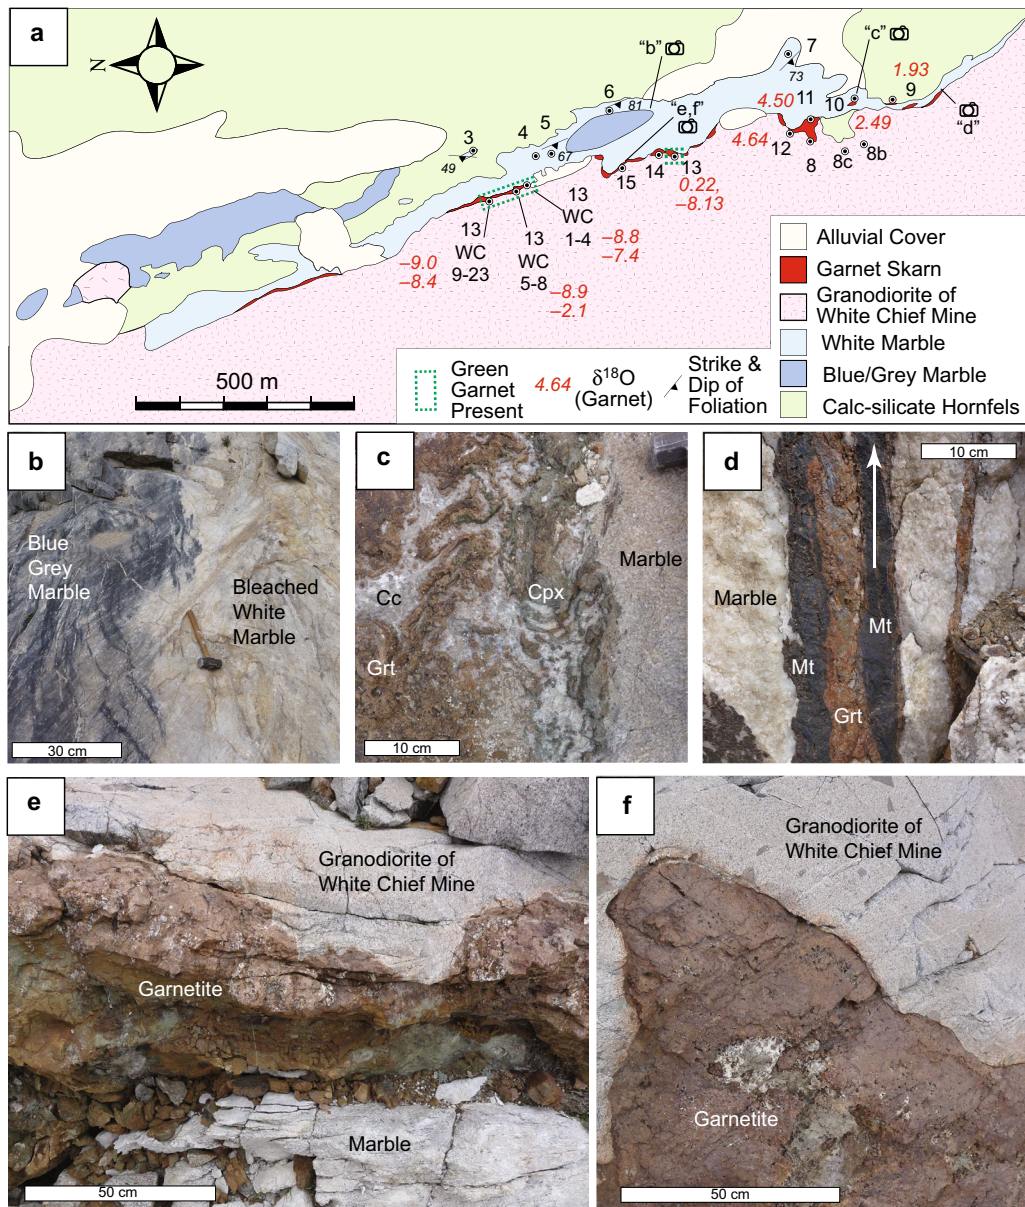 a
N
"b"
"c"
7
73
1.93
6
81
"e,f"
4.50
11
10
9
"d"
3
4
5
67
49
4.64
2.49
12
8
8c
8b
15
14
13
0.22,
–8.13
13
WC
1-4
–8.8
–7.4
13
WC
9-23
13
WC
5-8
–9.0
–8.4
–8.9
–2.1
500 m
Green
Garnet
Present
4.64
δ18O
(Garnet)
Strike &
Dip of
Foliation
Alluvial Cover
Garnet Skarn
Granodiorite of
White Chief Mine
White Marble
Blue/Grey Marble
Calc-silicate Hornfels
b
Blue
Grey
Marble
Bleached
White
Marble
30 cm
c
Marble
Cc
Cpx
Grt
10 cm
d
10 cm
Marble
Mt
Mt
Grt
e
Granodiorite of
White Chief Mine
Garnetite
Marble
50 cm
f
Granodiorite of
White Chief Mine
Garnetite
50 cm